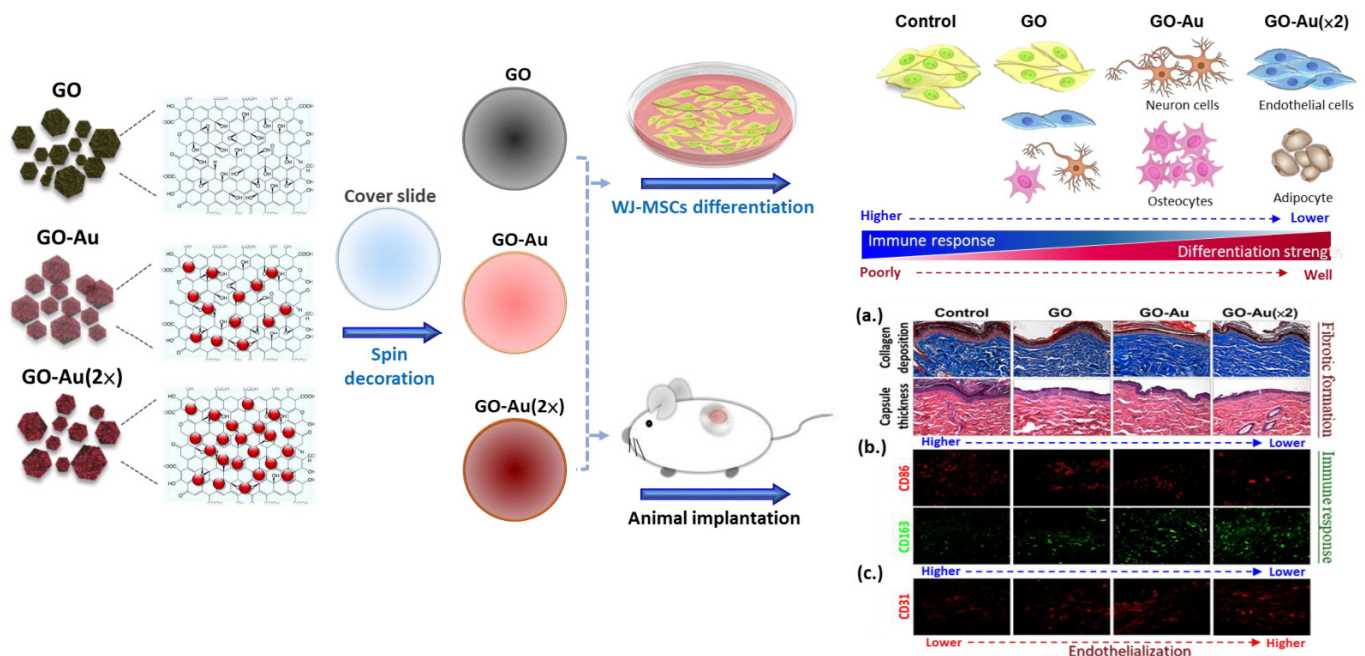 GO
GO-Au
GO-Au(2×)
Cover slide
Spin
decoration
GO
GO-Au
GO-Au(2×)
WJ-MSCs differentiation
Animal implantation
Control GO GO-Au GO-Au(×2)
Neuron cells Endothelial cells
Osteocytes Adipocyte
Higher Lower
Immune response
Differentiation strength
Poorly Well
(a.)
Control GO GO-Au GO-Au(×2)
Collagen
deposition
Capsule
thickness
Fibrotic formation
Higher Lower
(b.)
CD86
CD163
Immune response
Higher Lower
(c.)
CD31
Lower Higher
Endothelialization